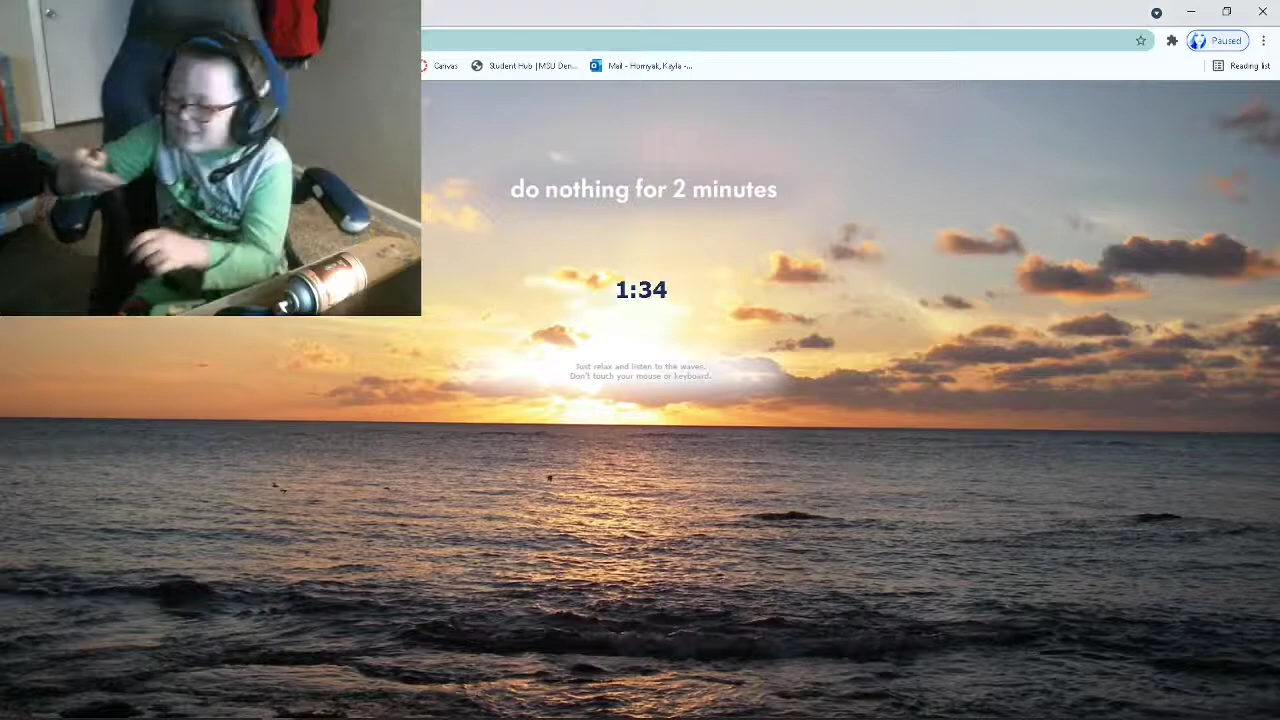 Paused
Canvas
Student Hub | MSU Den...
Mail - Hornyak, Kayla -...
Reading list
do nothing for 2 minutes
1:34
Just relax and listen to the waves.
Don't touch your mouse or keyboard.